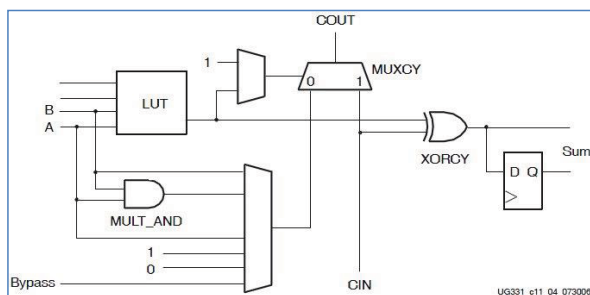 COUT
1
MUXCY
0 1
LUT
B
A
XORCY
Sum
D Q
MULT_AND
1
0
Bypass
CIN
UG331_c11_04_073006